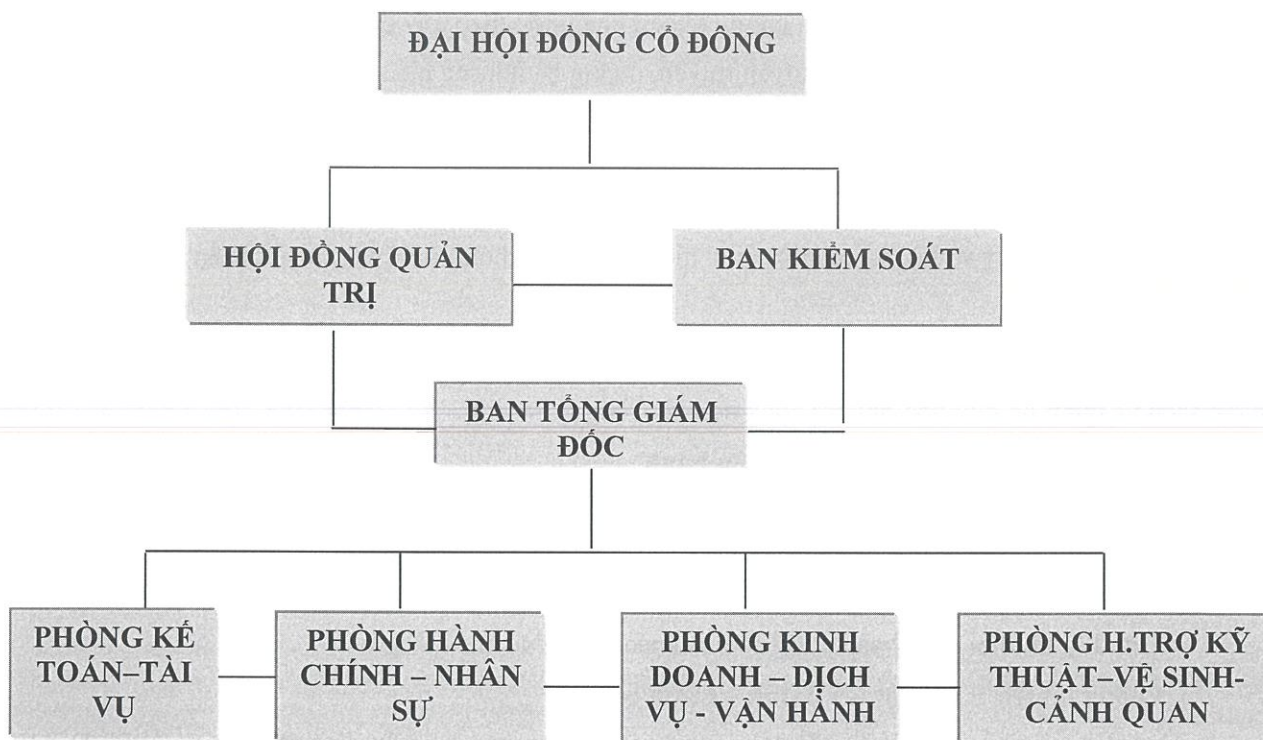 ĐẠI HỘI ĐỒNG CỔ ĐÔNG
HỘI ĐỒNG QUẢN
TRỊ
BAN KIỂM SOÁT
BAN TỔNG GIÁM
ĐỐC
PHÒNG KẾ
TOÁN–TÀI
VỤ
PHÒNG HÀNH
CHÍNH – NHÂN
SỰ
PHÒNG KINH
DOANH – DỊCH
VỤ - VẬN HÀNH
PHÒNG H.TRỢ KỸ
THUẬT–VỆ SINH-
CẢNH QUAN